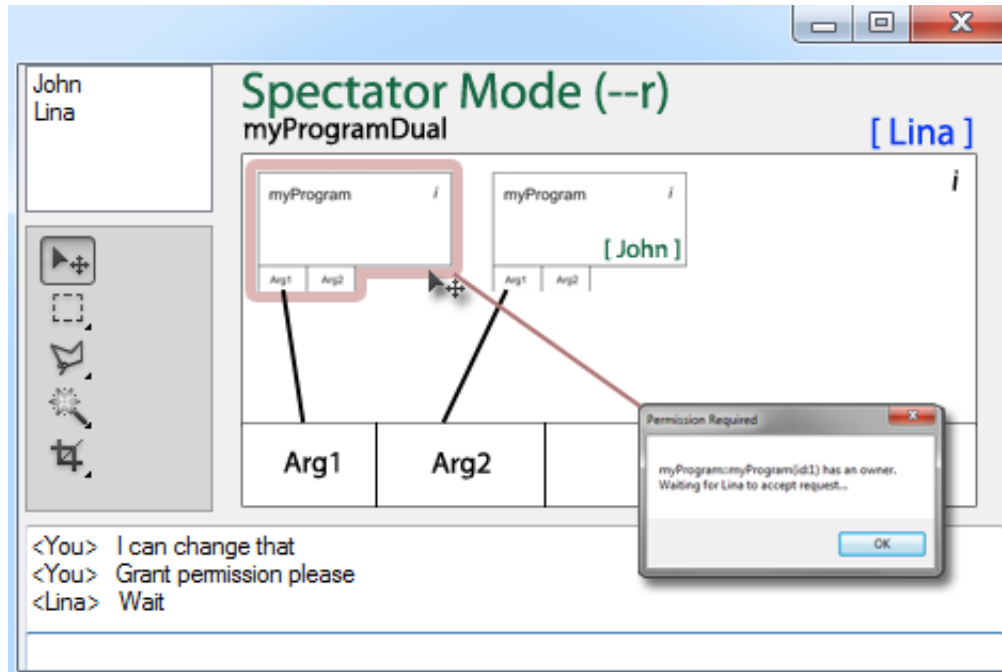 John
Lina
Spectator Mode (--r)
myProgramDual
[ Lina ]
i
myProgram i
Arg1 Arg2
myProgram i
[ John ]
Arg1 Arg2
Arg1 Arg2
Permission Required
myProgram::myProgram(id:1) has an owner.
Waiting for Lina to accept request...
OK
<You> I can change that
<You> Grant permission please
<Lina> Wait